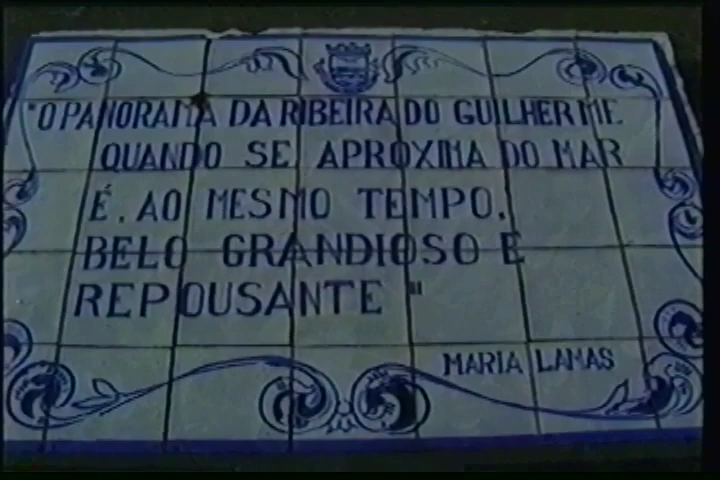 "O PANORAMA DA RIBEIRA DO GUILHERME
QUANDO SE APROXIMA DO MAR
É, AO MESMO TEMPO,
BELO GRANDIOSO E
REPOUSANTE"
MARIA LAMAS